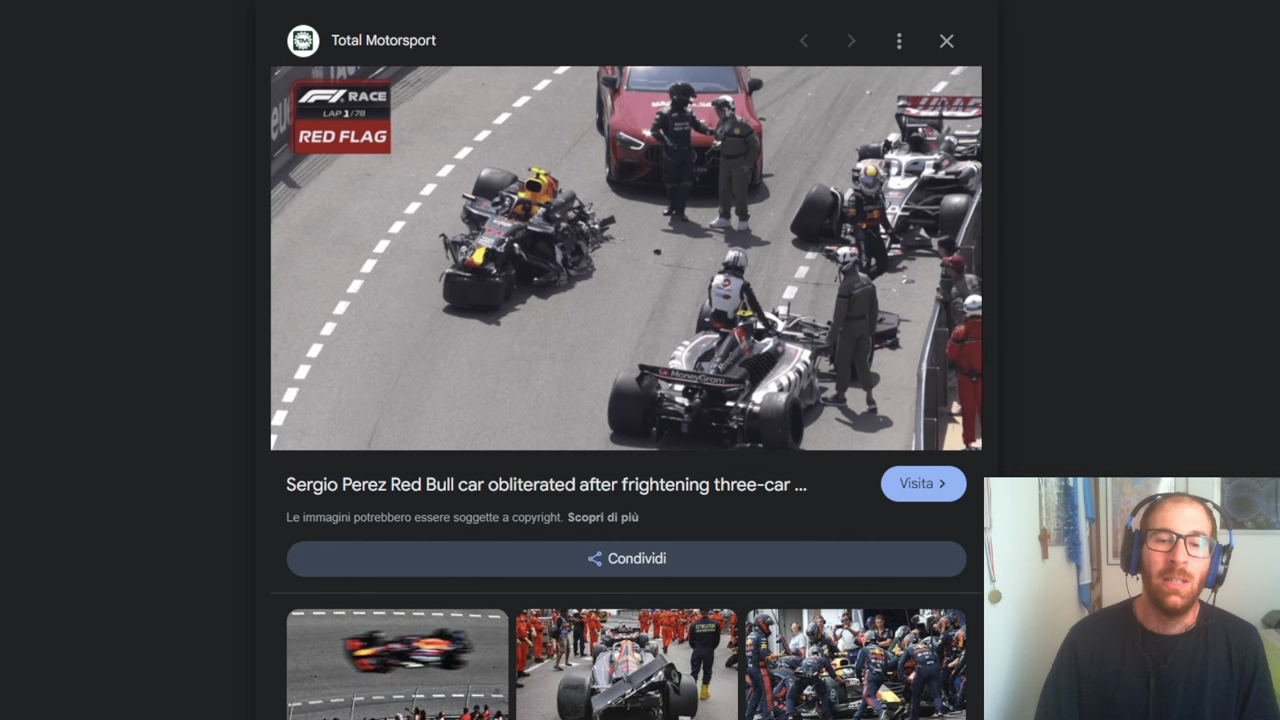 Total Motorsport
F1 RACE
LAP 1/78
RED FLAG
MoneyGram
Sergio Perez Red Bull car obliterated after frightening three-car ...
Visita
Le immagini potrebbero essere soggette a copyright. Scopri di più
Condividi